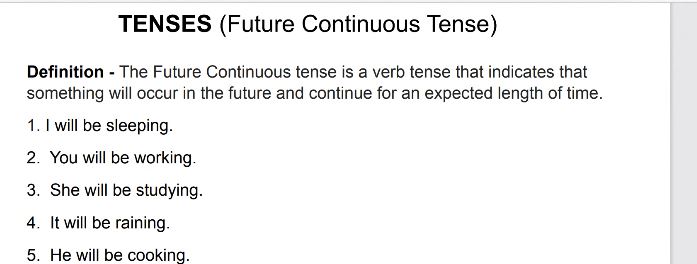 TENSES (Future Continuous Tense)
Definition - The Future Continuous tense is a verb tense that indicates that
something will occur in the future and continue for an expected length of time.
1. I will be sleeping.
2. You will be working.
3. She will be studying.
4. It will be raining.
5. He will be cooking.